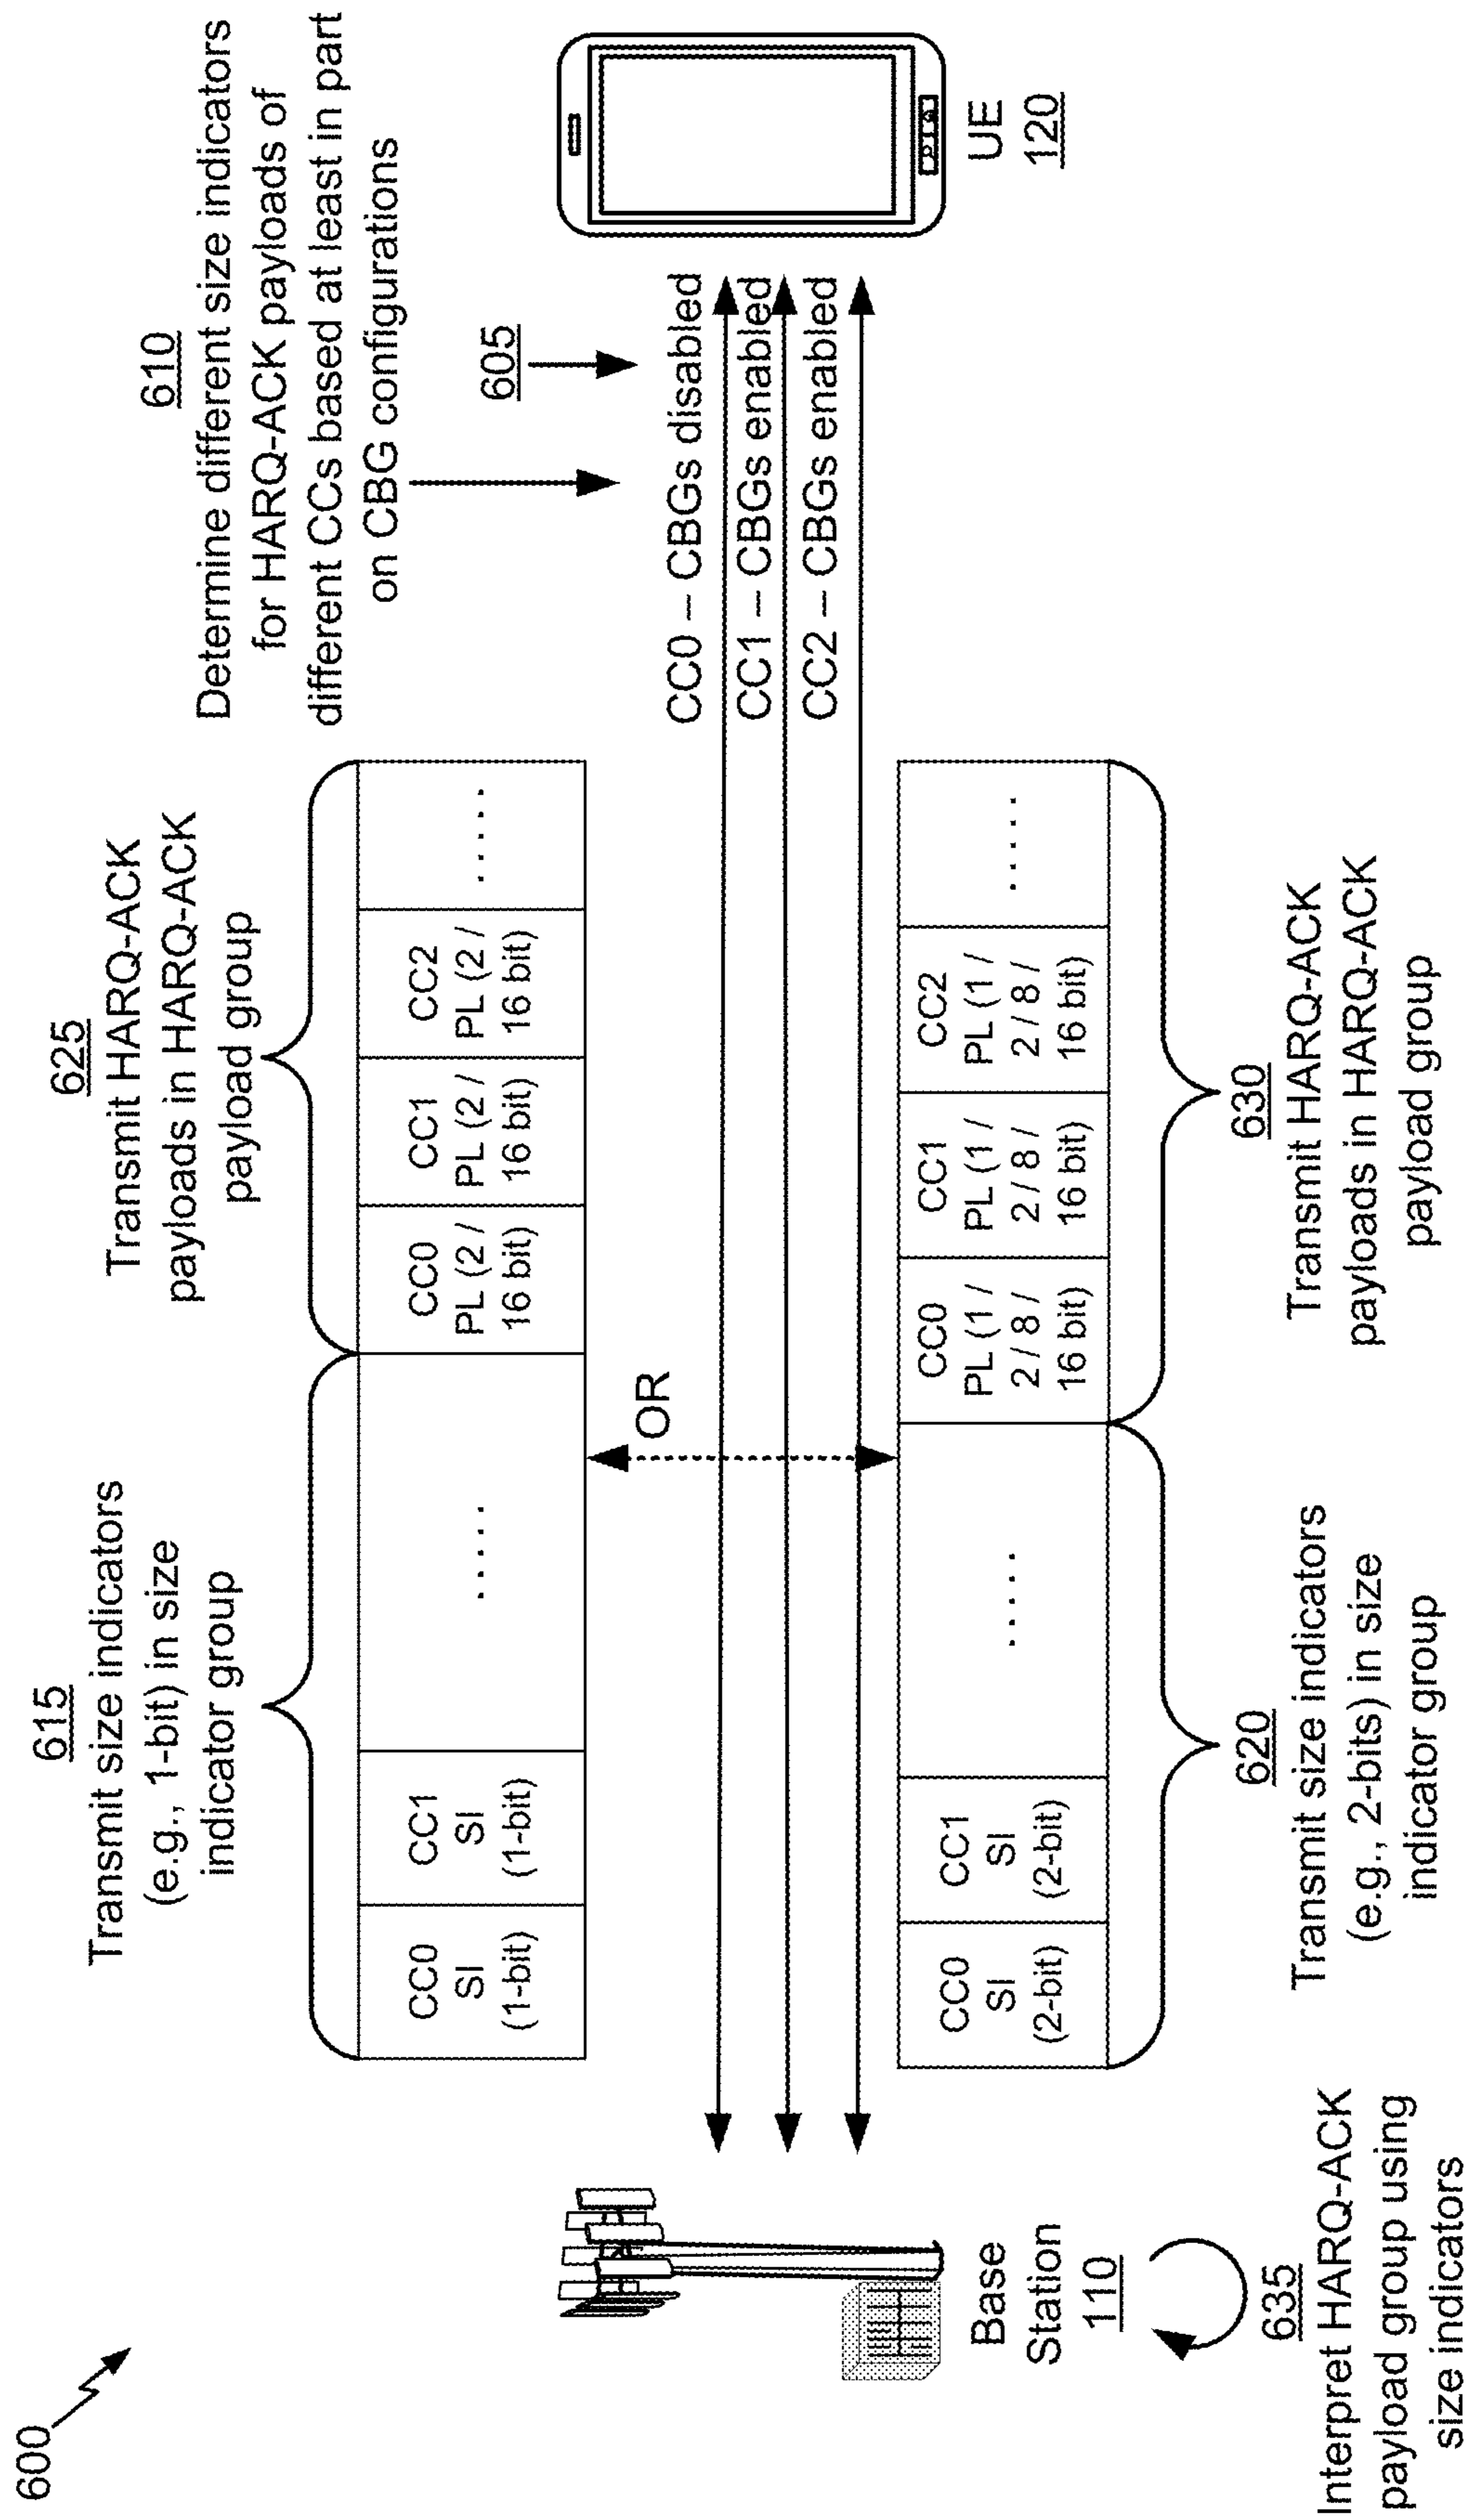 600
615
Transmit size indicators
(e.g., 1-bit) in size
indicator group
625
Transmit HARQ-ACK
payloads in HARQ-ACK
payload group
610
Determine different size indicators
for HARQ-ACK payloads of
different CCs based at least in part
on CBG configurations
605
CC0
SI
(1-bit)
CC1
SI
(1-bit)
.....
CC0
PL (2 /
16 bit)
CC1
PL (2 /
16 bit)
CC2
PL (2 /
16 bit)
.....
OR
CC0 – CBGs disabled
CC1 – CBGs enabled
CC2 – CBGs enabled
Base
Station
110
UE
120
CC0
SI
(2-bit)
CC1
SI
(2-bit)
.....
CC0
PL (1 /
2 / 8 /
16 bit)
CC1
PL (1 /
2 / 8 /
16 bit)
CC2
PL (1 /
2 / 8 /
16 bit)
.....
635
Interpret HARQ-ACK
payload group using
size indicators
620
Transmit size indicators
(e.g., 2-bits) in size
indicator group
630
Transmit HARQ-ACK
payloads in HARQ-ACK
payload group